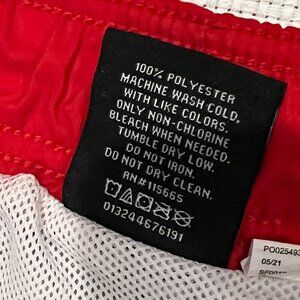 100% POLYESTER
MACHINE WASH COLD,
WITH LIKE COLORS.
ONLY NON-CHLORINE
BLEACH WHEN NEEDED.
TUMBLE DRY LOW.
DO NOT IRON.
DO NOT DRY CLEAN.
RN#115665
013244676191
PO025493
05/21